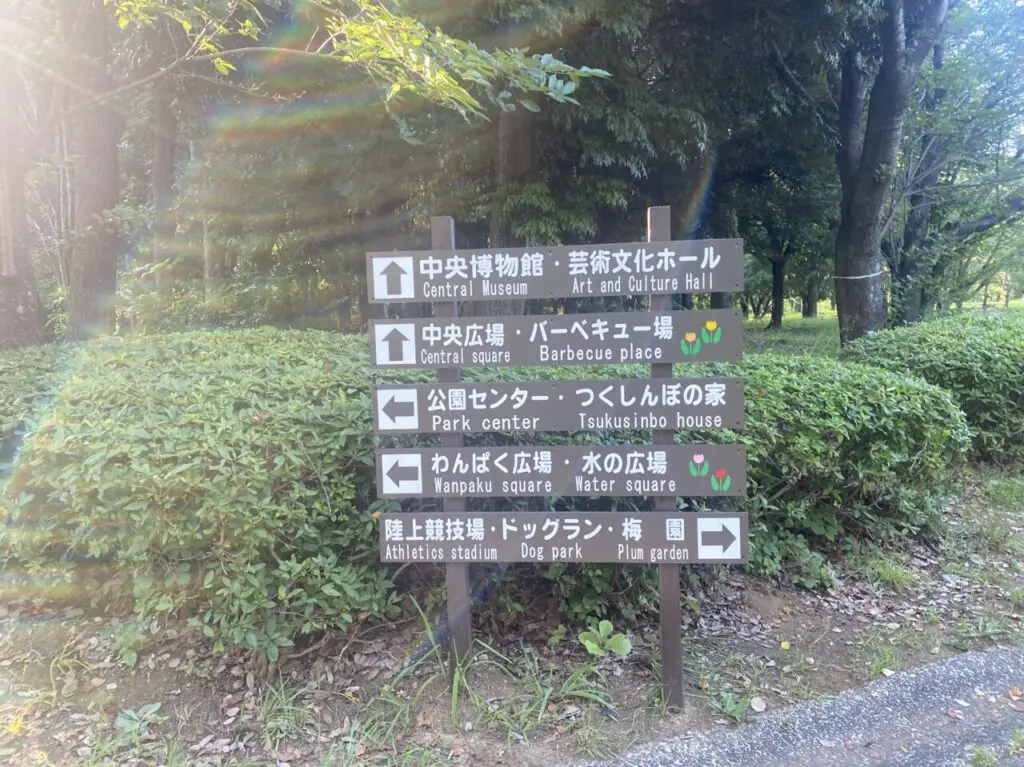 中央博物館・芸術文化ホール
Central Museum Art and Culture Hall
中央広場・バーベキュー場
Central square Barbecue place
公園センター・つくしんぼの家
Park center Tsukusinbo house
わんぱく広場・水の広場
Wanpaku square Water square
陸上競技場・ドッグラン・梅園
Athletics stadium Dog park Plum garden